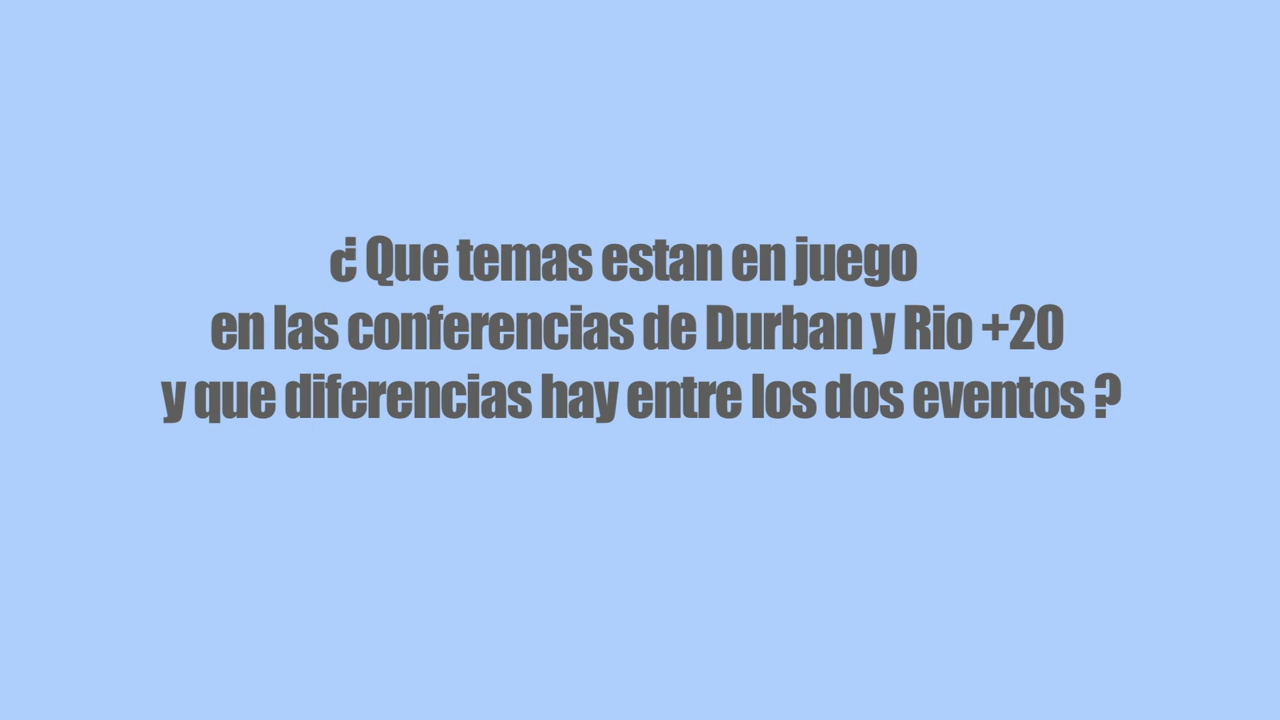 ¿ Que temas estan en juego
en las conferencias de Durban y Rio +20
y que diferencias hay entre los dos eventos ?